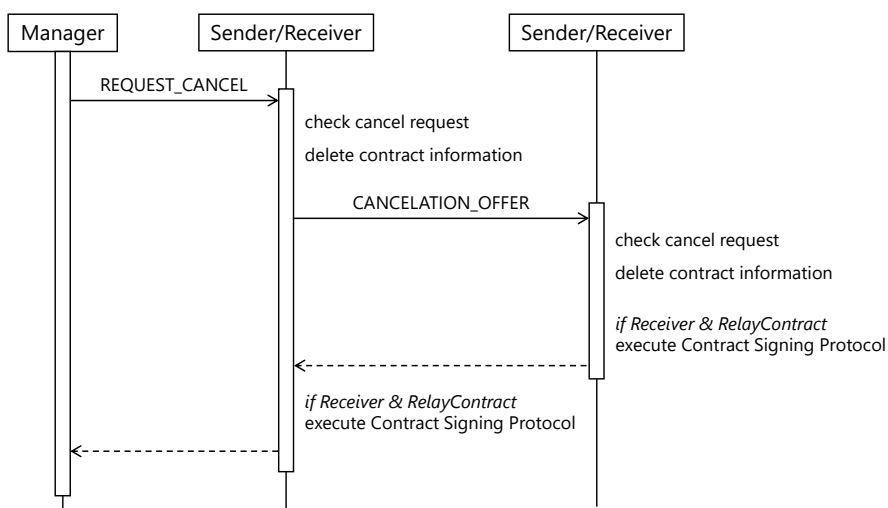 Manager
Sender/Receiver
Sender/Receiver
REQUEST_CANCEL
check cancel request
delete contract information
CANCELATION_OFFER
check cancel request
delete contract information
if Receiver & RelayContract
execute Contract Signing Protocol
if Receiver & RelayContract
execute Contract Signing Protocol